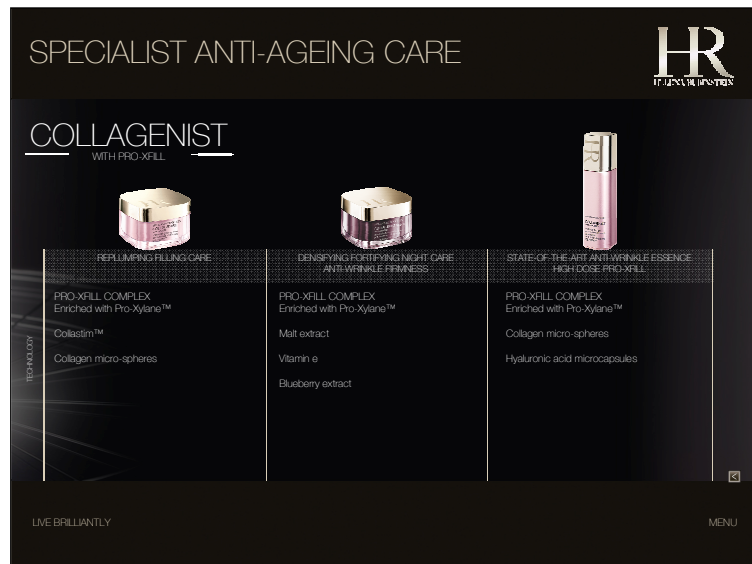 SPECIALIST ANTI-AGEING CARE
HR
HELENA RUBINSTEIN
COLLAGENIST
WITH PRO-XFILL
HR
REPLUMPING FILLING CARE
DENSIFYING FORTIFYING NIGHT CARE
ANTI-WRINKLE FIRMNESS
STATE-OF-THE-ART ANTI-WRINKLE ESSENCE
HIGH DOSE PRO-XFILL
TECHNOLOGY
PRO-XFILL COMPLEX
Enriched with Pro-Xylane™
Collastim™
Collagen micro-spheres
PRO-XFILL COMPLEX
Enriched with Pro-Xylane™
Malt extract
Vitamin e
Blueberry extract
PRO-XFILL COMPLEX
Enriched with Pro-Xylane™
Collagen micro-spheres
Hyaluronic acid microcapsules
LIVE BRILLIANTLY
MENU